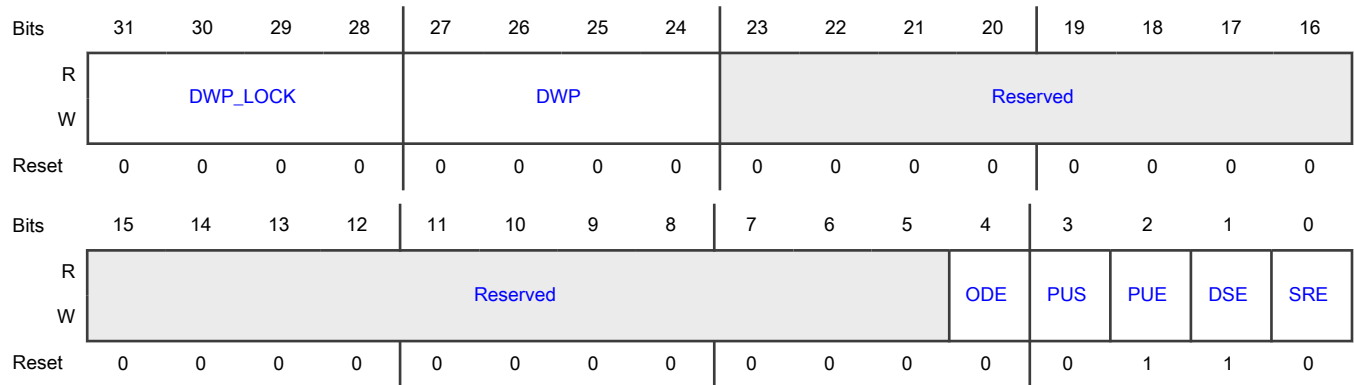 Bits 31 30 29 28 27 26 25 24 23 22 21 20 19 18 17 16
R
DWP_LOCK DWP Reserved
W
Reset 0 0 0 0 0 0 0 0 0 0 0 0 0 0 0 0
Bits 15 14 13 12 11 10 9 8 7 6 5 4 3 2 1 0
R
Reserved ODE PUS PUE DSE SRE
W
Reset 0 0 0 0 0 0 0 0 0 0 0 0 0 1 1 0